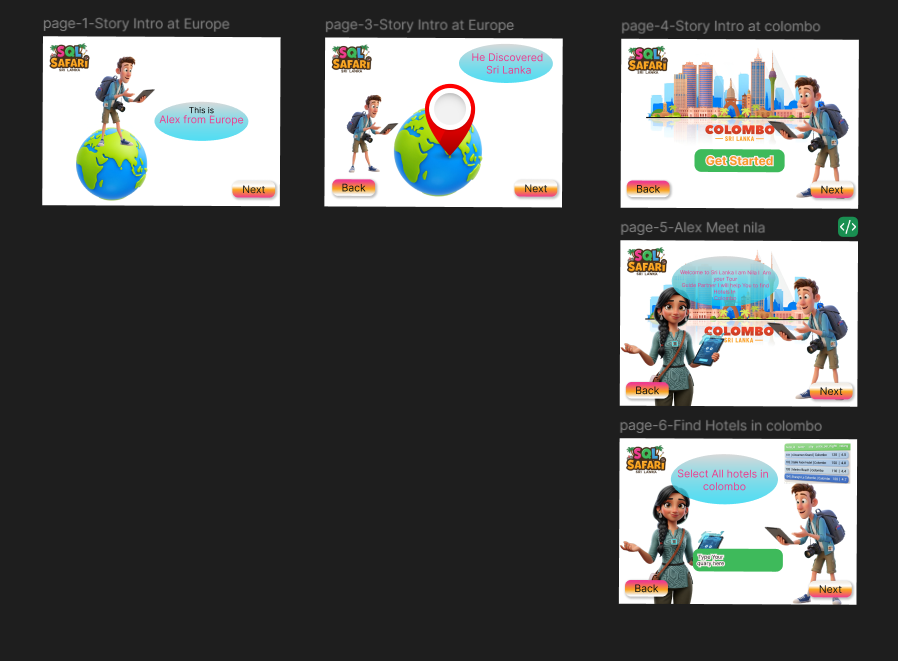 page-1-Story Intro at Europe
SQL
SAFARI
SRI LANKA
This is
Alex from Europe
Next
page-3-Story Intro at Europe
SQL
SAFARI
SRI LANKA
He Discovered
Sri Lanka
Back
Next
page-4-Story Intro at colombo
SQL
SAFARI
SRI LANKA
COLOMBO
SRI LANKA
Get Started
Back
Next
page-5-Alex Meet nila
</>
SQL
SAFARI
SRI LANKA
Welcome to Sri Lanka I am
your Tour
COLOMBO
SRI LANKA
Back
Next
page-6-Find Hotels in colombo
SQL
SAFARI
SRI LANKA
Select All hotels in
colombo
Type Your
quary here
Back
Next